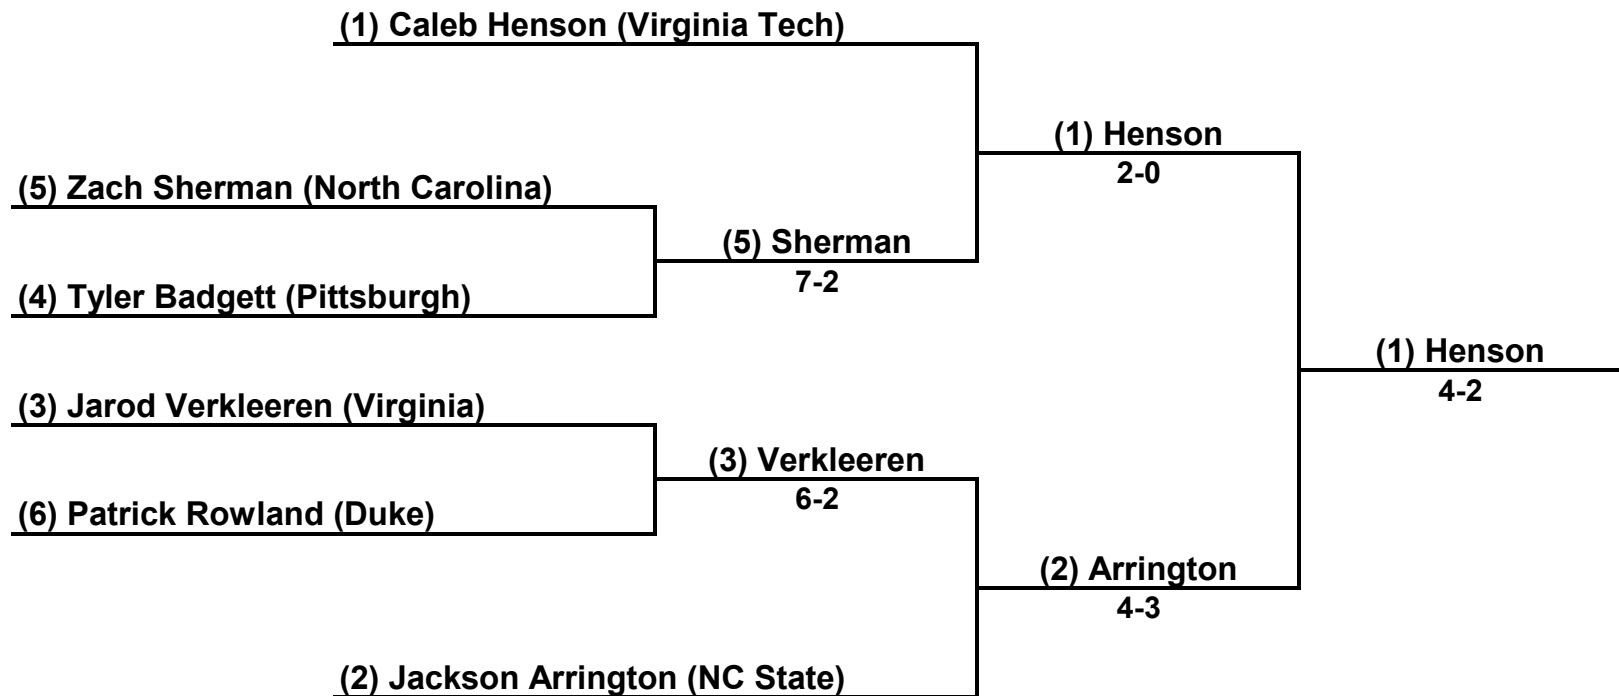 (1) Caleb Henson (Virginia Tech)
(1) Henson
2-0
(5) Zach Sherman (North Carolina)
(5) Sherman
7-2
(4) Tyler Badgett (Pittsburgh)
(1) Henson
4-2
(3) Jarod Verkleeren (Virginia)
(3) Verkleeren
6-2
(6) Patrick Rowland (Duke)
(2) Arrington
4-3
(2) Jackson Arrington (NC State)